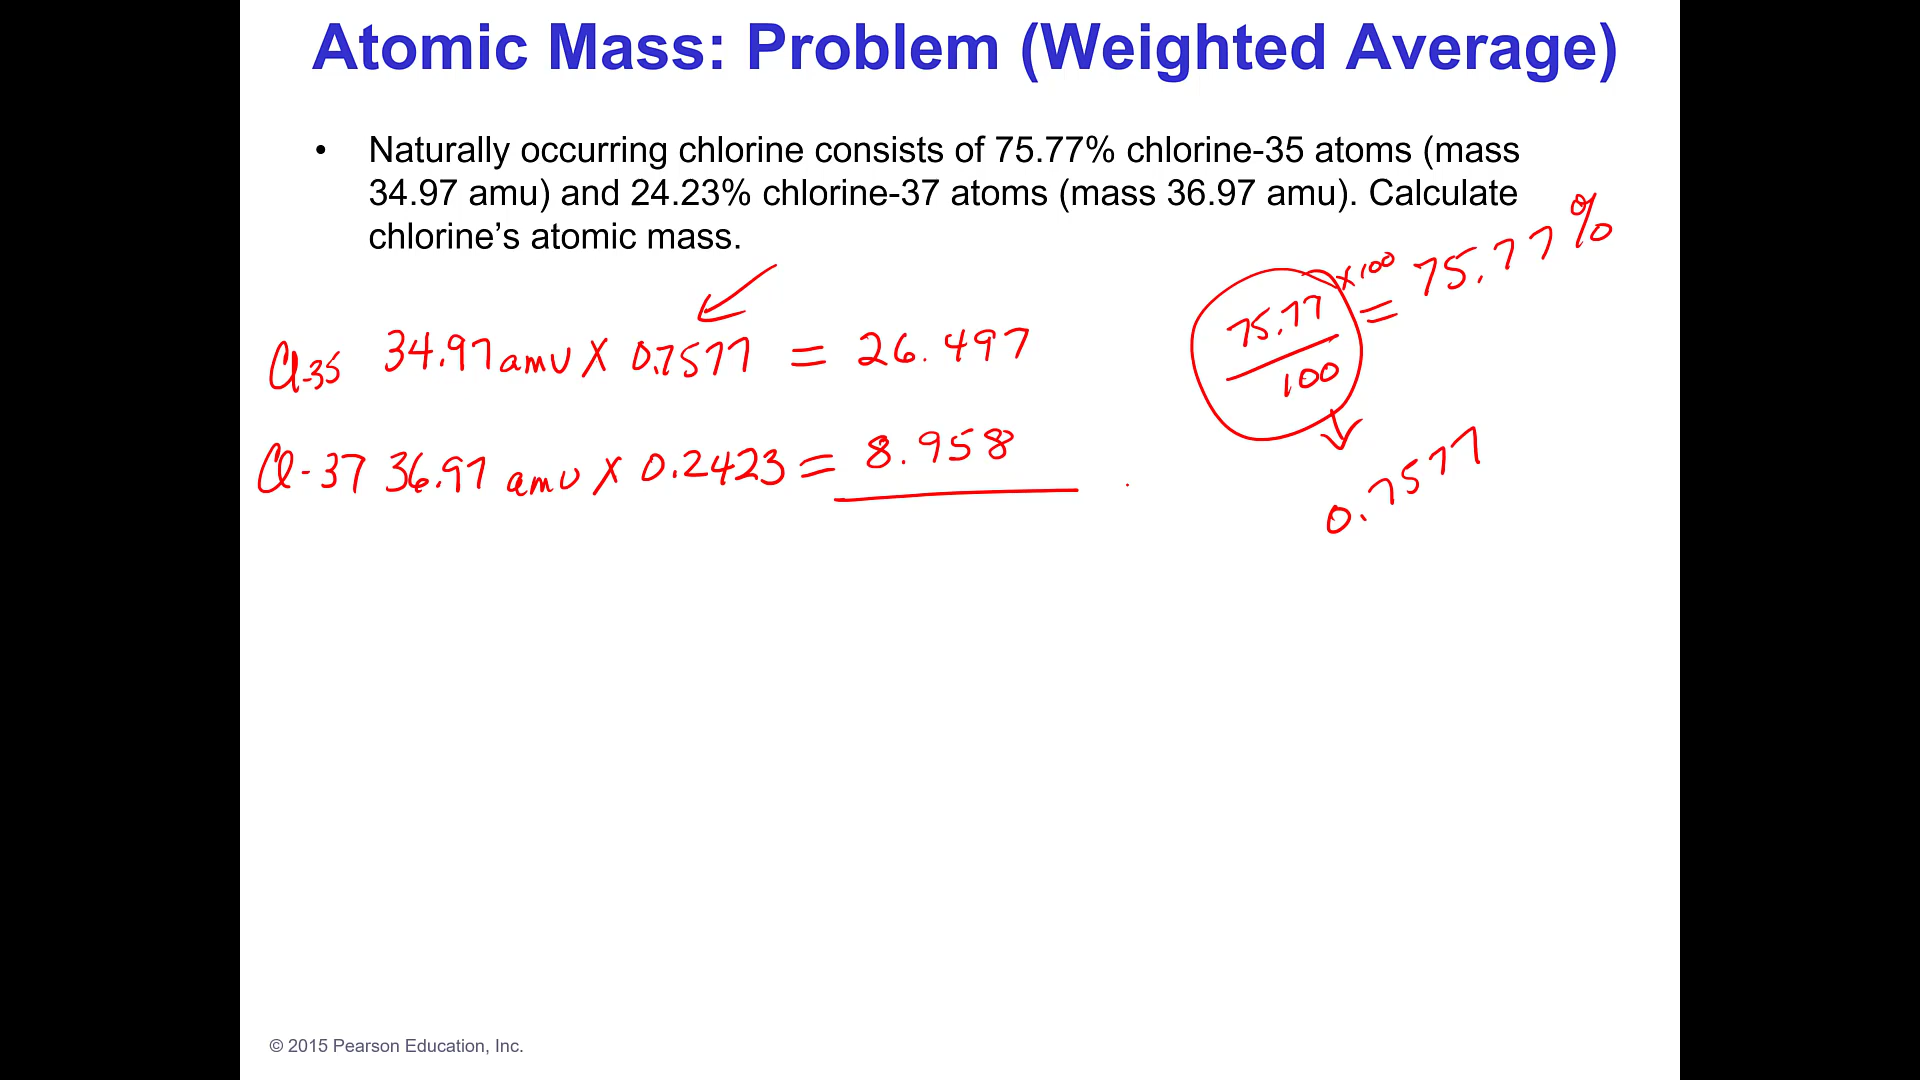 Atomic Mass: Problem (Weighted Average)
• Naturally occurring chlorine consists of 75.77% chlorine-35 atoms (mass
34.97 amu) and 24.23% chlorine-37 atoms (mass 36.97 amu). Calculate
chlorine’s atomic mass.
75.77
100
x 100 = 75.77 %
0.7577
Cl-35 34.97 amu X 0.7577 = 26.497
Cl-37 36.97 amu x 0.2423 = 8.958
© 2015 Pearson Education, Inc.